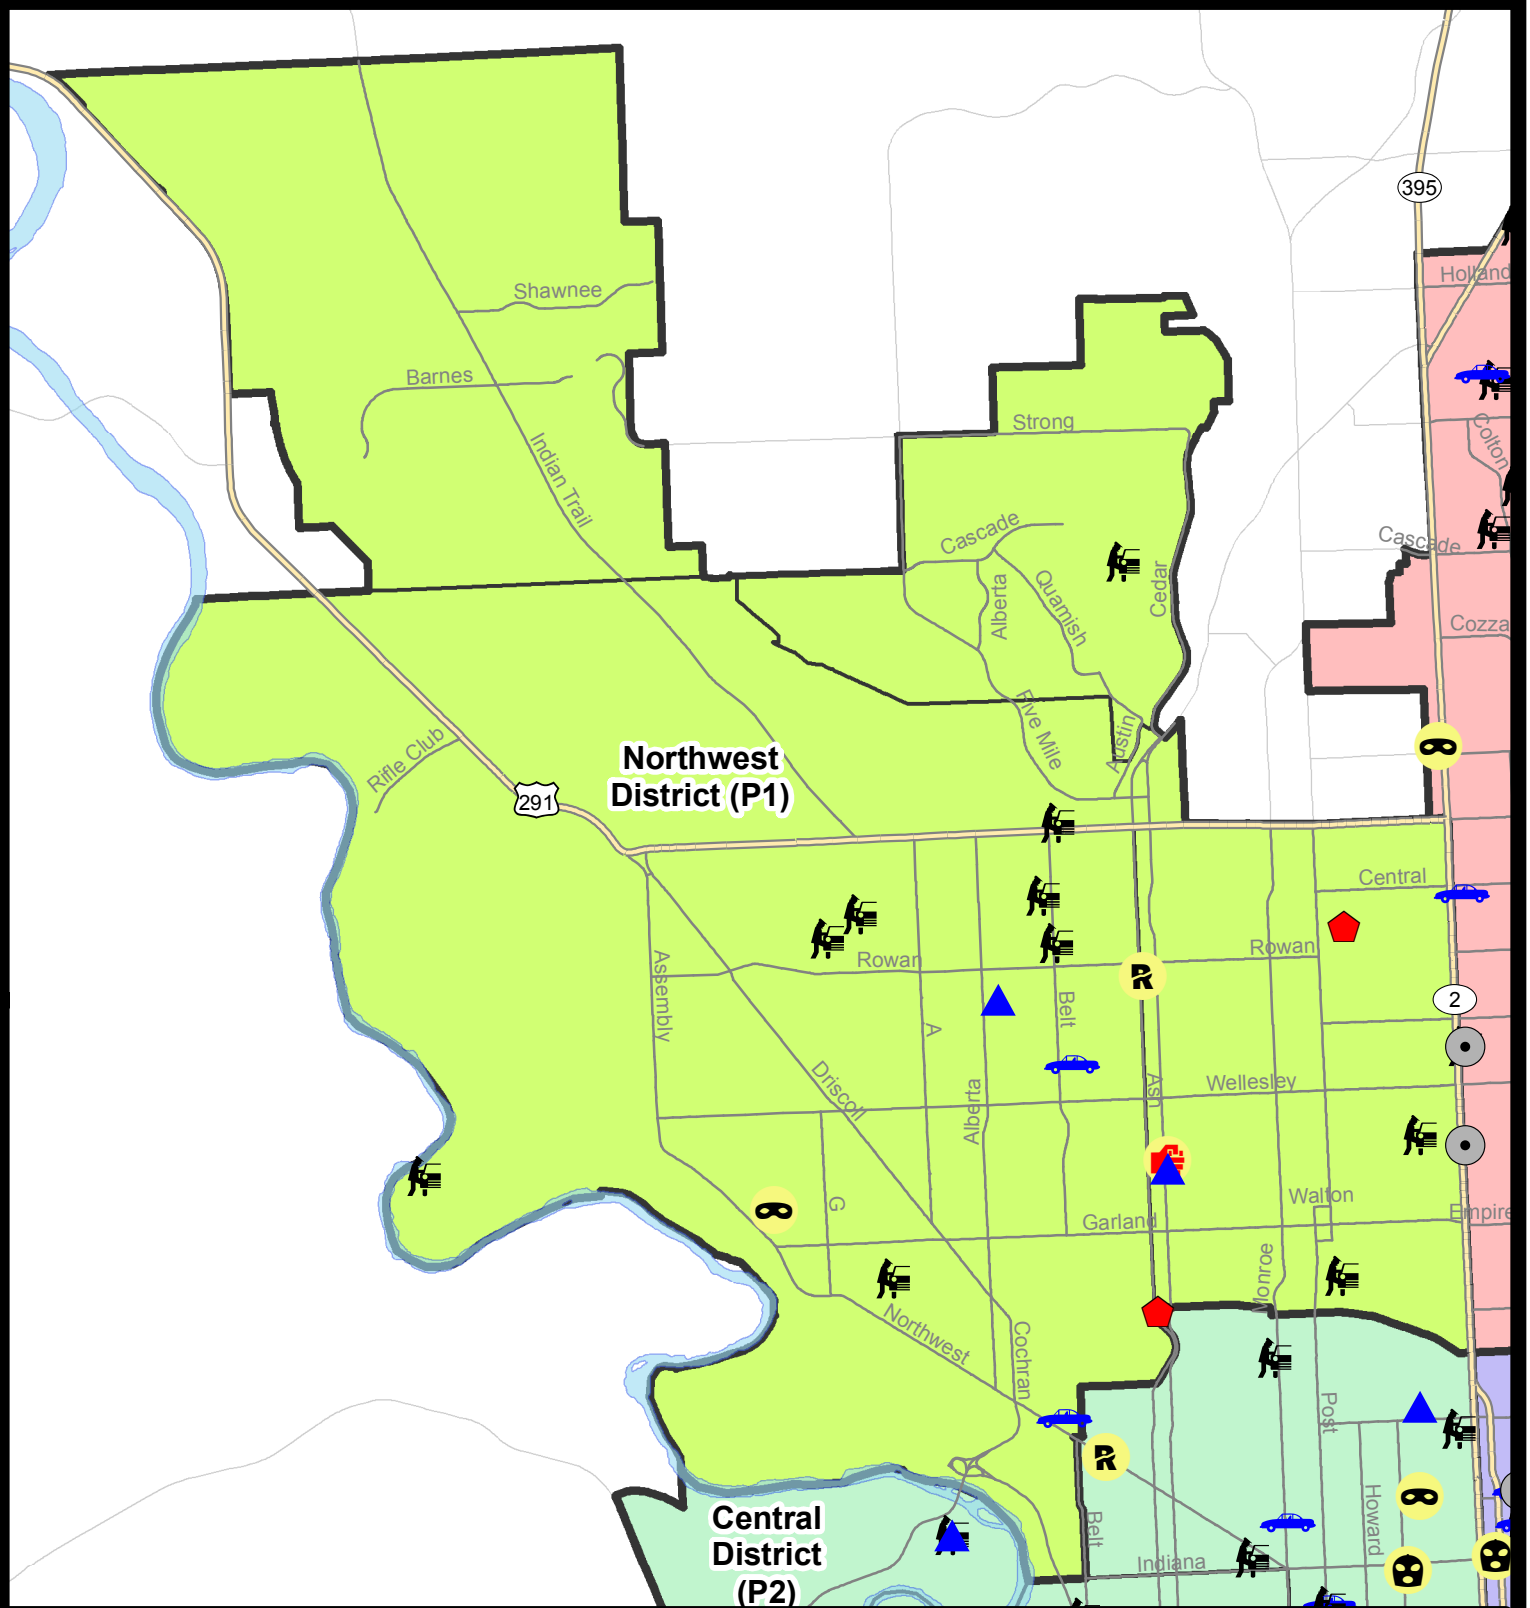 395
Holland
Shawnee
Barnes
Strong
Colton
Indian Trail
Cascade
Cascade
Alberta
Quamish
Cedar
Cozza
Five Mile
Austin
Rifle Club
Northwest
District (P1)
291
Central
Rowan
Rowan
Assembly
A
Belt
2
Driscoll
Alberta
Ash
Wellesley
G
Walton
Garland
Empire
Monroe
Northwest
Cochran
Post
R
R
Howard
Belt
Indiana
Central
District
(P2)